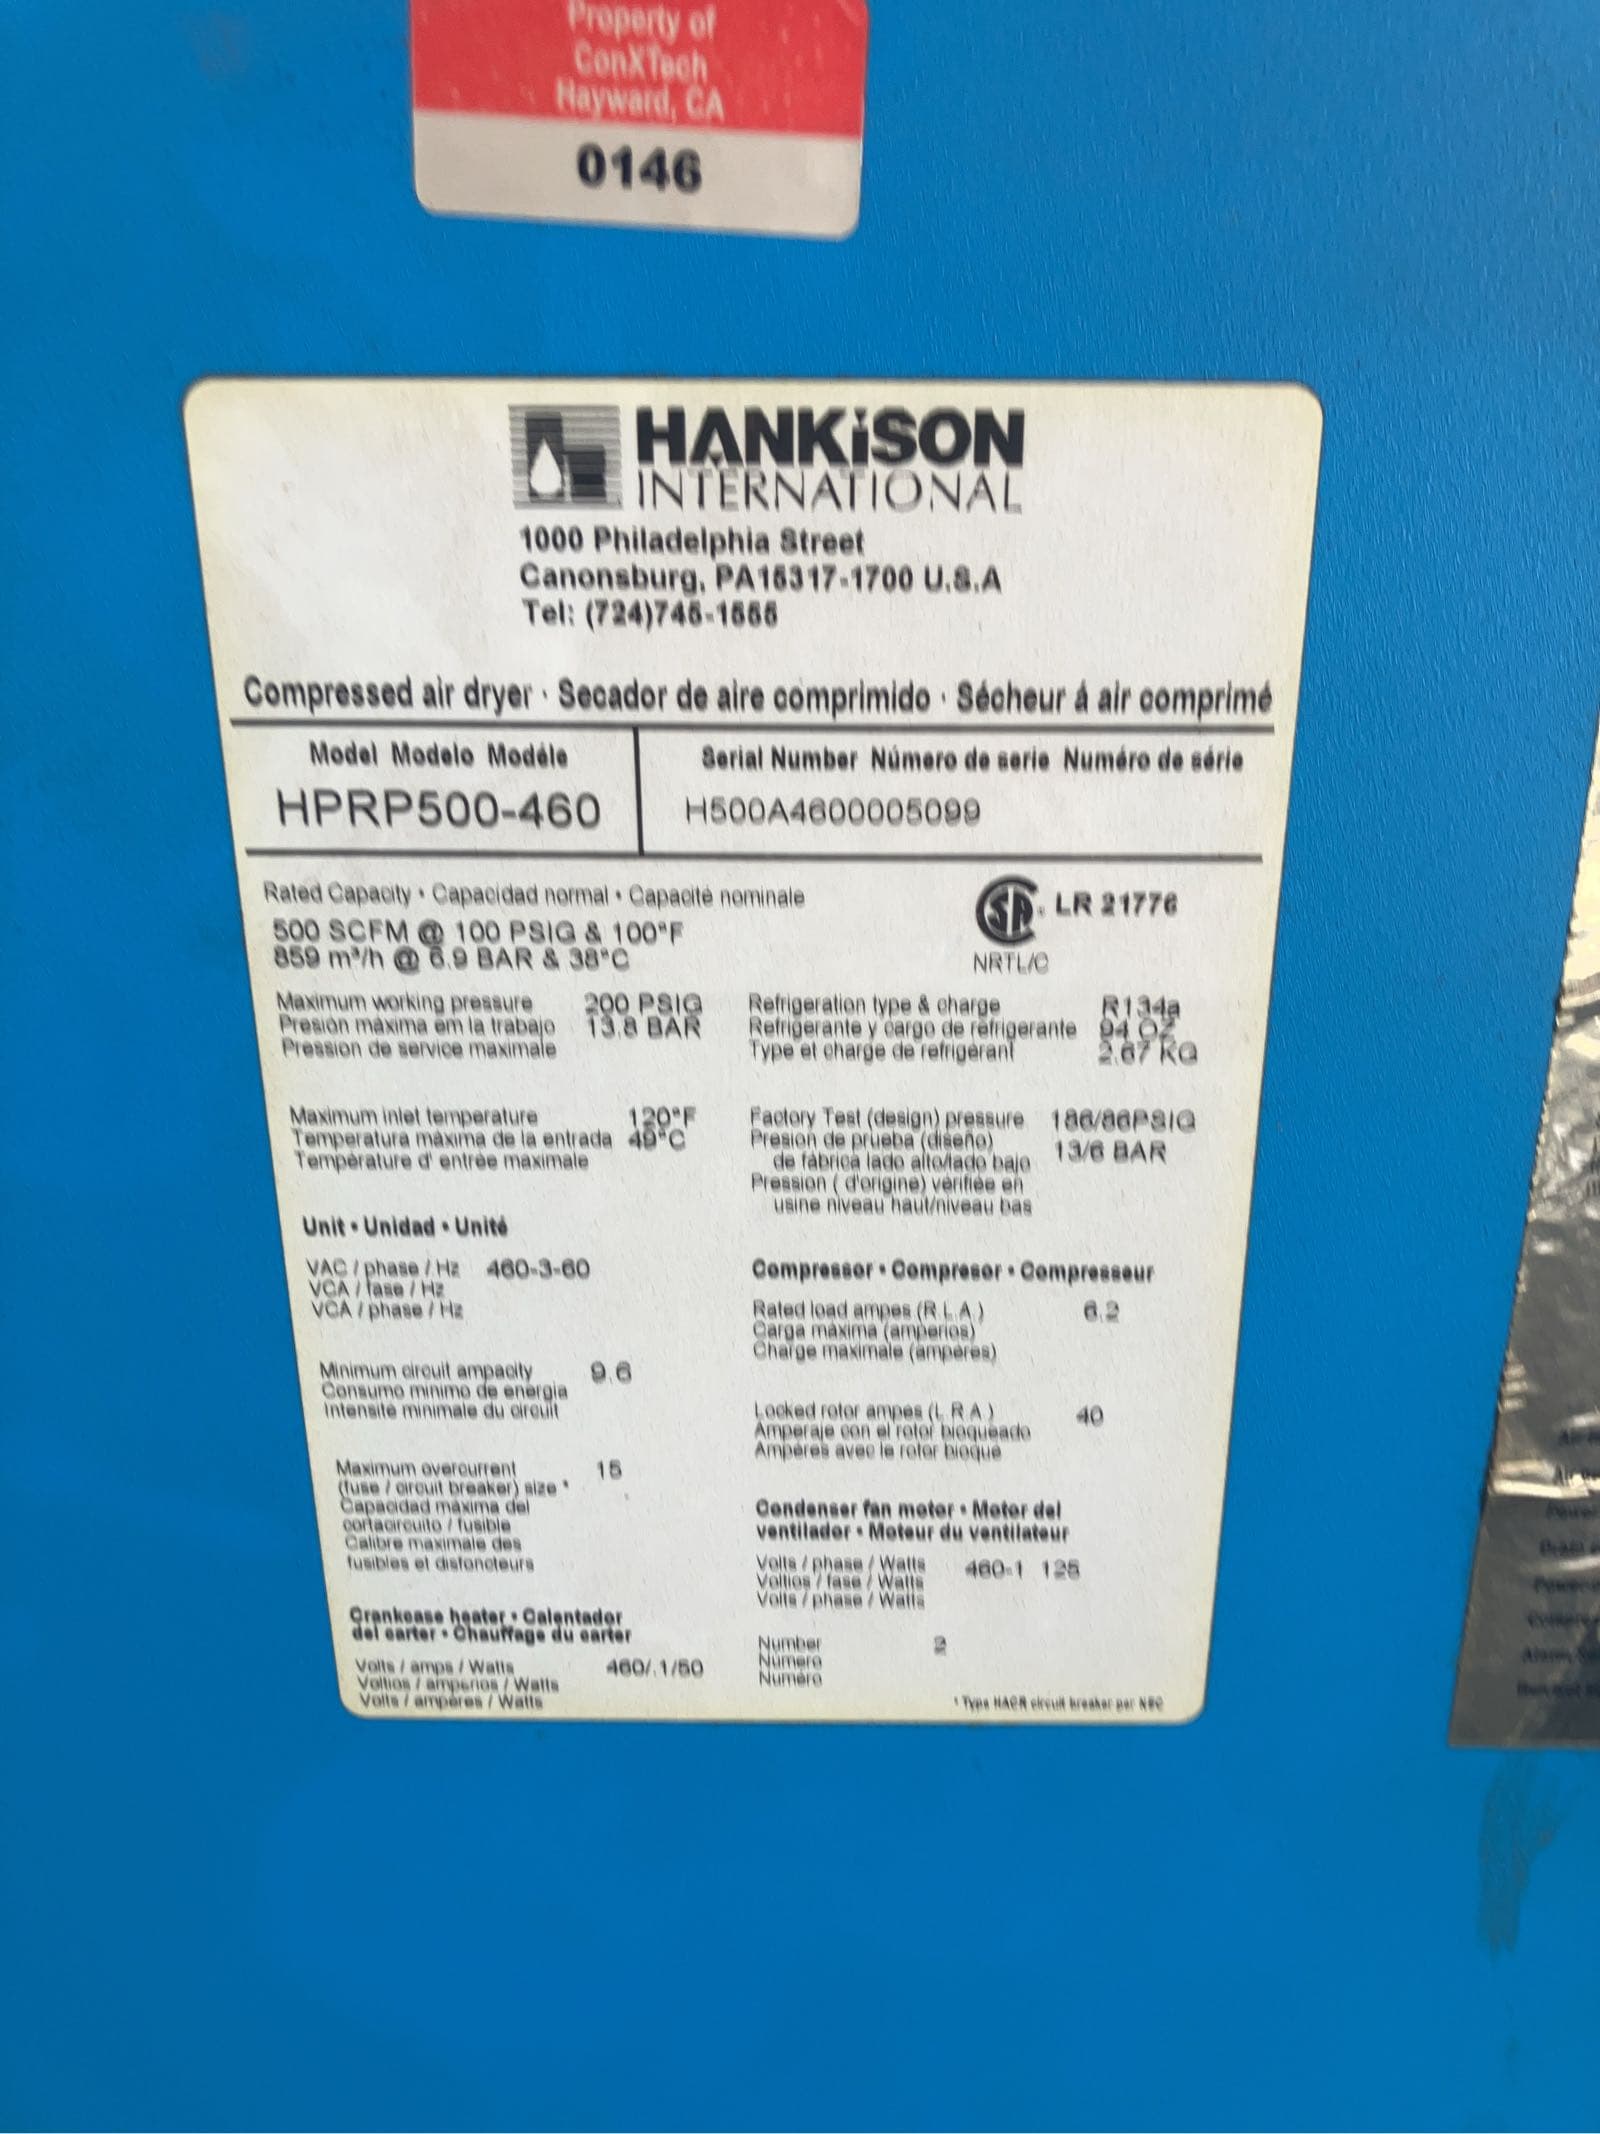 Property of
ConXTech
Hayward, CA
0146
HANKiSON
INTERNATIONAL
1000 Philadelphia Street
Canonsburg, PA 15317-1700 U.S.A
Tel: (724)745-1555
Compressed air dryer · Secador de aire comprimido · Sécheur á air comprimé
Model Modelo Modéle
HPRP500-460
Serial Number Número de serie Numéro de série
H500A4600005099
Rated Capacity • Capacidad normal • Capacité nominale
500 SCFM @ 100 PSIG & 100°F
859 m³/h @ 6.9 BAR & 38°C
SA
LR 21776
NRTL/C
Maximum working pressure 200 PSIG
Presión máxima em la trabajo 13.8 BAR
Pression de service maximale
Refrigeration type & charge R134a
Refrigerante y cargo de refrigerante 94 OZ
Type et charge de refrigérant 2.67 KG
Maximum inlet temperature 120°F
Temperatura máxima de la entrada 49°C
Température d' entrée maximale
Factory Test (design) pressure 186/86PSIG
Presion de prueba (diseño)
de fábrica lado alto/lado bajo 13/6 BAR
Pression ( d'origine) vérifiée en
usine niveau haut/niveau bas
Unit • Unidad • Unité
VAC / phase / Hz 460-3-60
VCA / fase / Hz
VCA / phase / Hz
Minimum circuit ampacity 9.6
Consumo minimo de energia
Intensité minimale du circuit
Maximum overcurrent 15
(fuse / circuit breaker) size *
Capacidad máxima del
cortacircuito / fusible
Calibre maximale des
fusibles et disfoncteurs
Crankcase heater • Calentador
del carter • Chauffage du carter
Volts / amps / Watts 460/.1/50
Voltios / amperios / Watts
Volts / ampères / Watts
Compressor • Compresor • Compresseur
Rated load ampes (R.L.A.) 6.2
Carga máxima (amperios)
Charge maximale (ampères)
Locked rotor ampes (L.R.A.) 40
Amperaje con el rotor bloqueado
Ampères avec le rotor bloqué
Condenser fan motor • Motor del
ventilador • Moteur du ventilateur
Volts / phase / Watts 460-1 125
Voltios / fase / Watts
Volts / phase / Watts
Number 2
Número
Numéro
* Type HACR circuit breaker per NEC